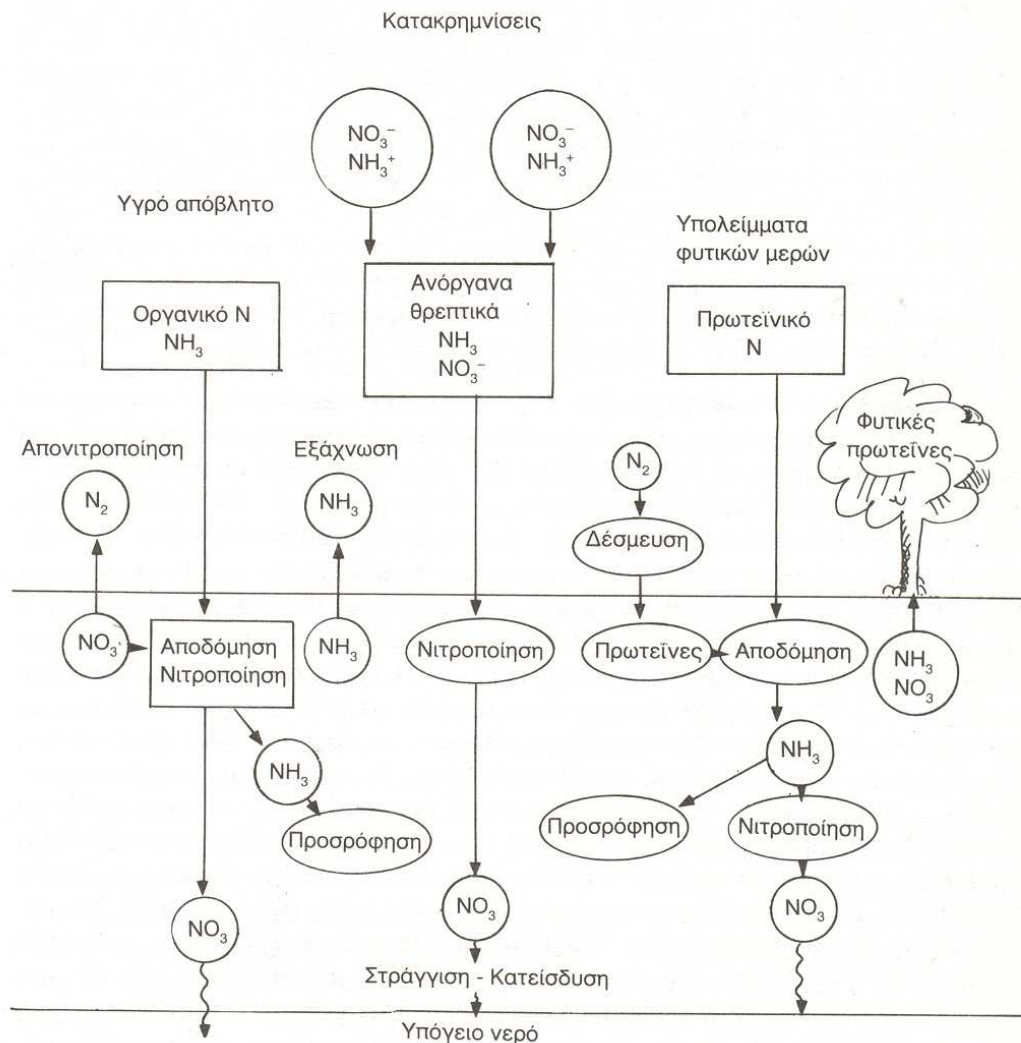 Κατακρημνίσεις
NO₃⁻
NH₃⁺
NO₃⁻
NH₃⁺
Υγρό απόβλητο
Υπολείμματα
φυτικών μερών
Οργανικό N
NH₃
Ανόργανα
θρεπτικά
NH₃
NO₃⁻
Πρωτεϊνικό
N
Απονιτροποίηση
N₂
Εξάχνωση
NH₃
N₂
Δέσμευση
Φυτικές
πρωτεΐνες
NO₃
Αποδόμηση
Νιτροποίηση
NH₃
Νιτροποίηση
Πρωτεΐνες
Αποδόμηση
NH₃
NO₃
NH₃
Προσρόφηση
NH₃
Προσρόφηση
Νιτροποίηση
NO₃
NO₃
NO₃
Στράγγιση - Κατείσδυση
Υπόγειο νερό